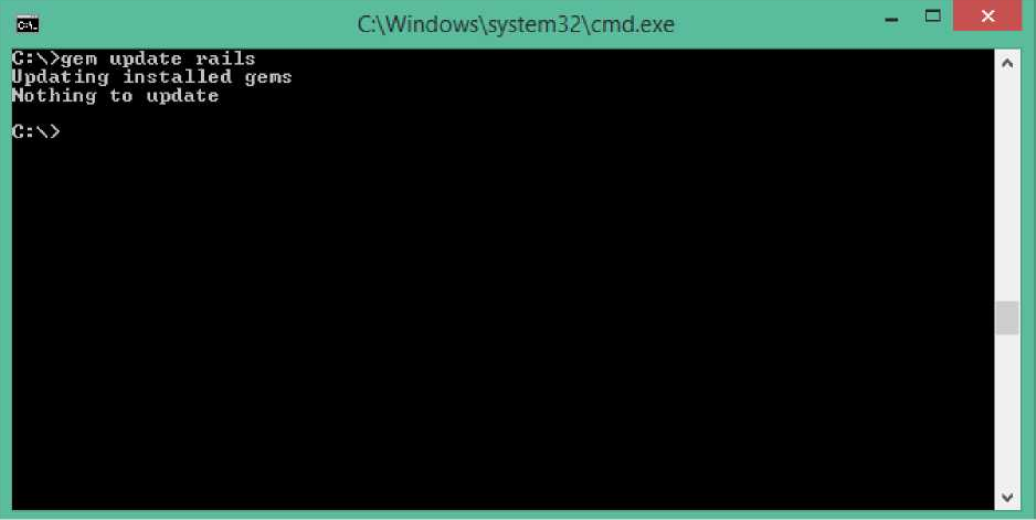 C:\Windows\system32\cmd.exe
C:\>gem update rails
Updating installed gems
Nothing to update
C:\>